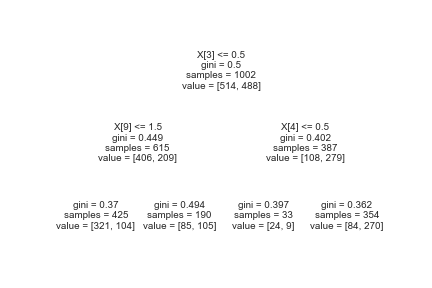 X[3] <= 0.5
gini = 0.5
samples = 1002
value = [514, 488]
X[9] <= 1.5
gini = 0.449
samples = 615
value = [406, 209]
X[4] <= 0.5
gini = 0.402
samples = 387
value = [108, 279]
gini = 0.37
samples = 425
value = [321, 104]
gini = 0.494
samples = 190
value = [85, 105]
gini = 0.397
samples = 33
value = [24, 9]
gini = 0.362
samples = 354
value = [84, 270]